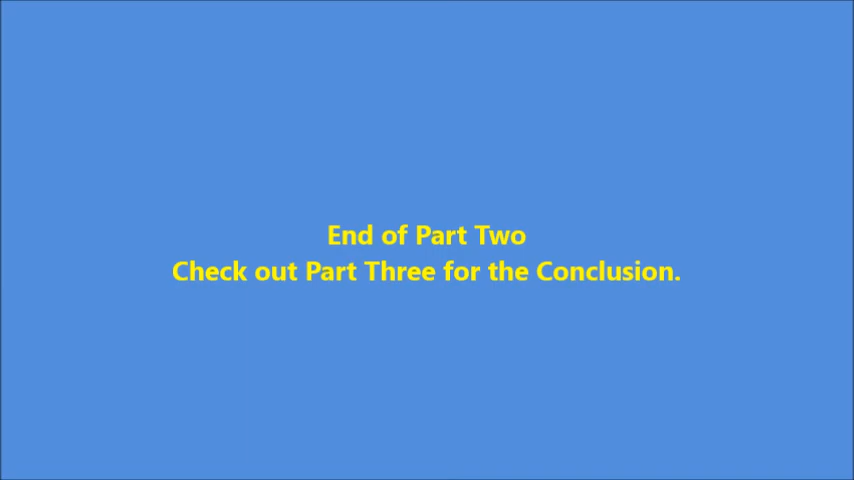 End of Part Two
Check out Part Three for the Conclusion.